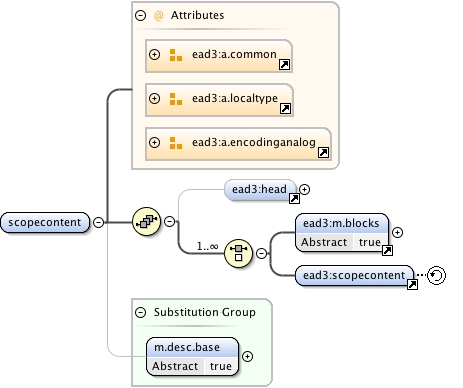 Attributes
ead3:a.common
ead3:a.localtype
ead3:a.encodinganalog
ead3:head
scopecontent
1..∞
ead3:m.blocks
Abstract true
ead3:scopecontent
Substitution Group
m.desc.base
Abstract true